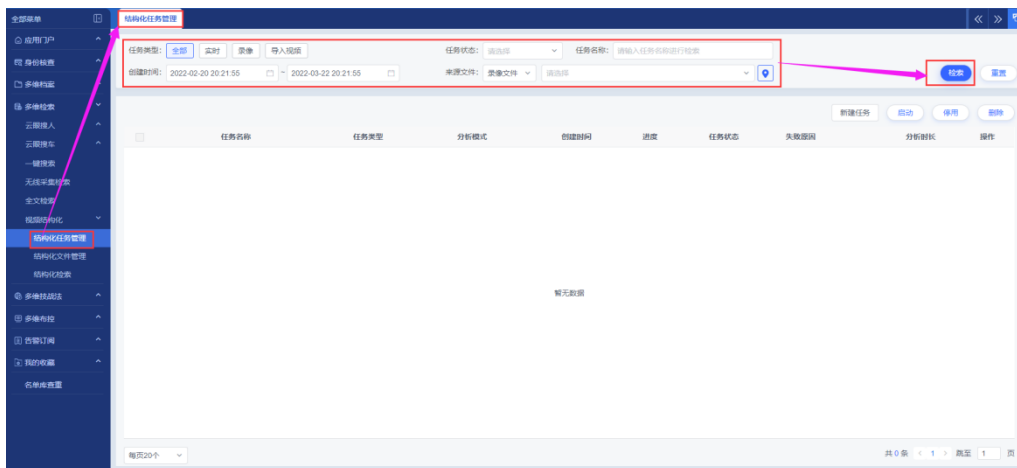 全部菜单
结构化任务管理
应用门户
身份核查
多维档案
多维检索
云眼搜人
云眼搜车
一键搜索
无线采集检索
全文检索
视频结构化
结构化任务管理
结构化文件管理
结构化检索
多维技战法
多维布控
告警订阅
我的收藏
名单库查重
任务类型： 全部 实时 录像 导入视频 任务状态： 请选择 任务名称： 请输入任务名称进行检索
创建时间： 2022-02-20 20:21:55 ~ 2022-03-22 20:21:55 来源文件： 录像文件 请选择 检索 重置
新建任务 启动 停用 删除
任务名称 任务类型 分析模式 创建时间 进度 任务状态 失败原因 分析时长 操作
暂无数据
每页20个 共 0 条 < 1 > 跳至 1 页